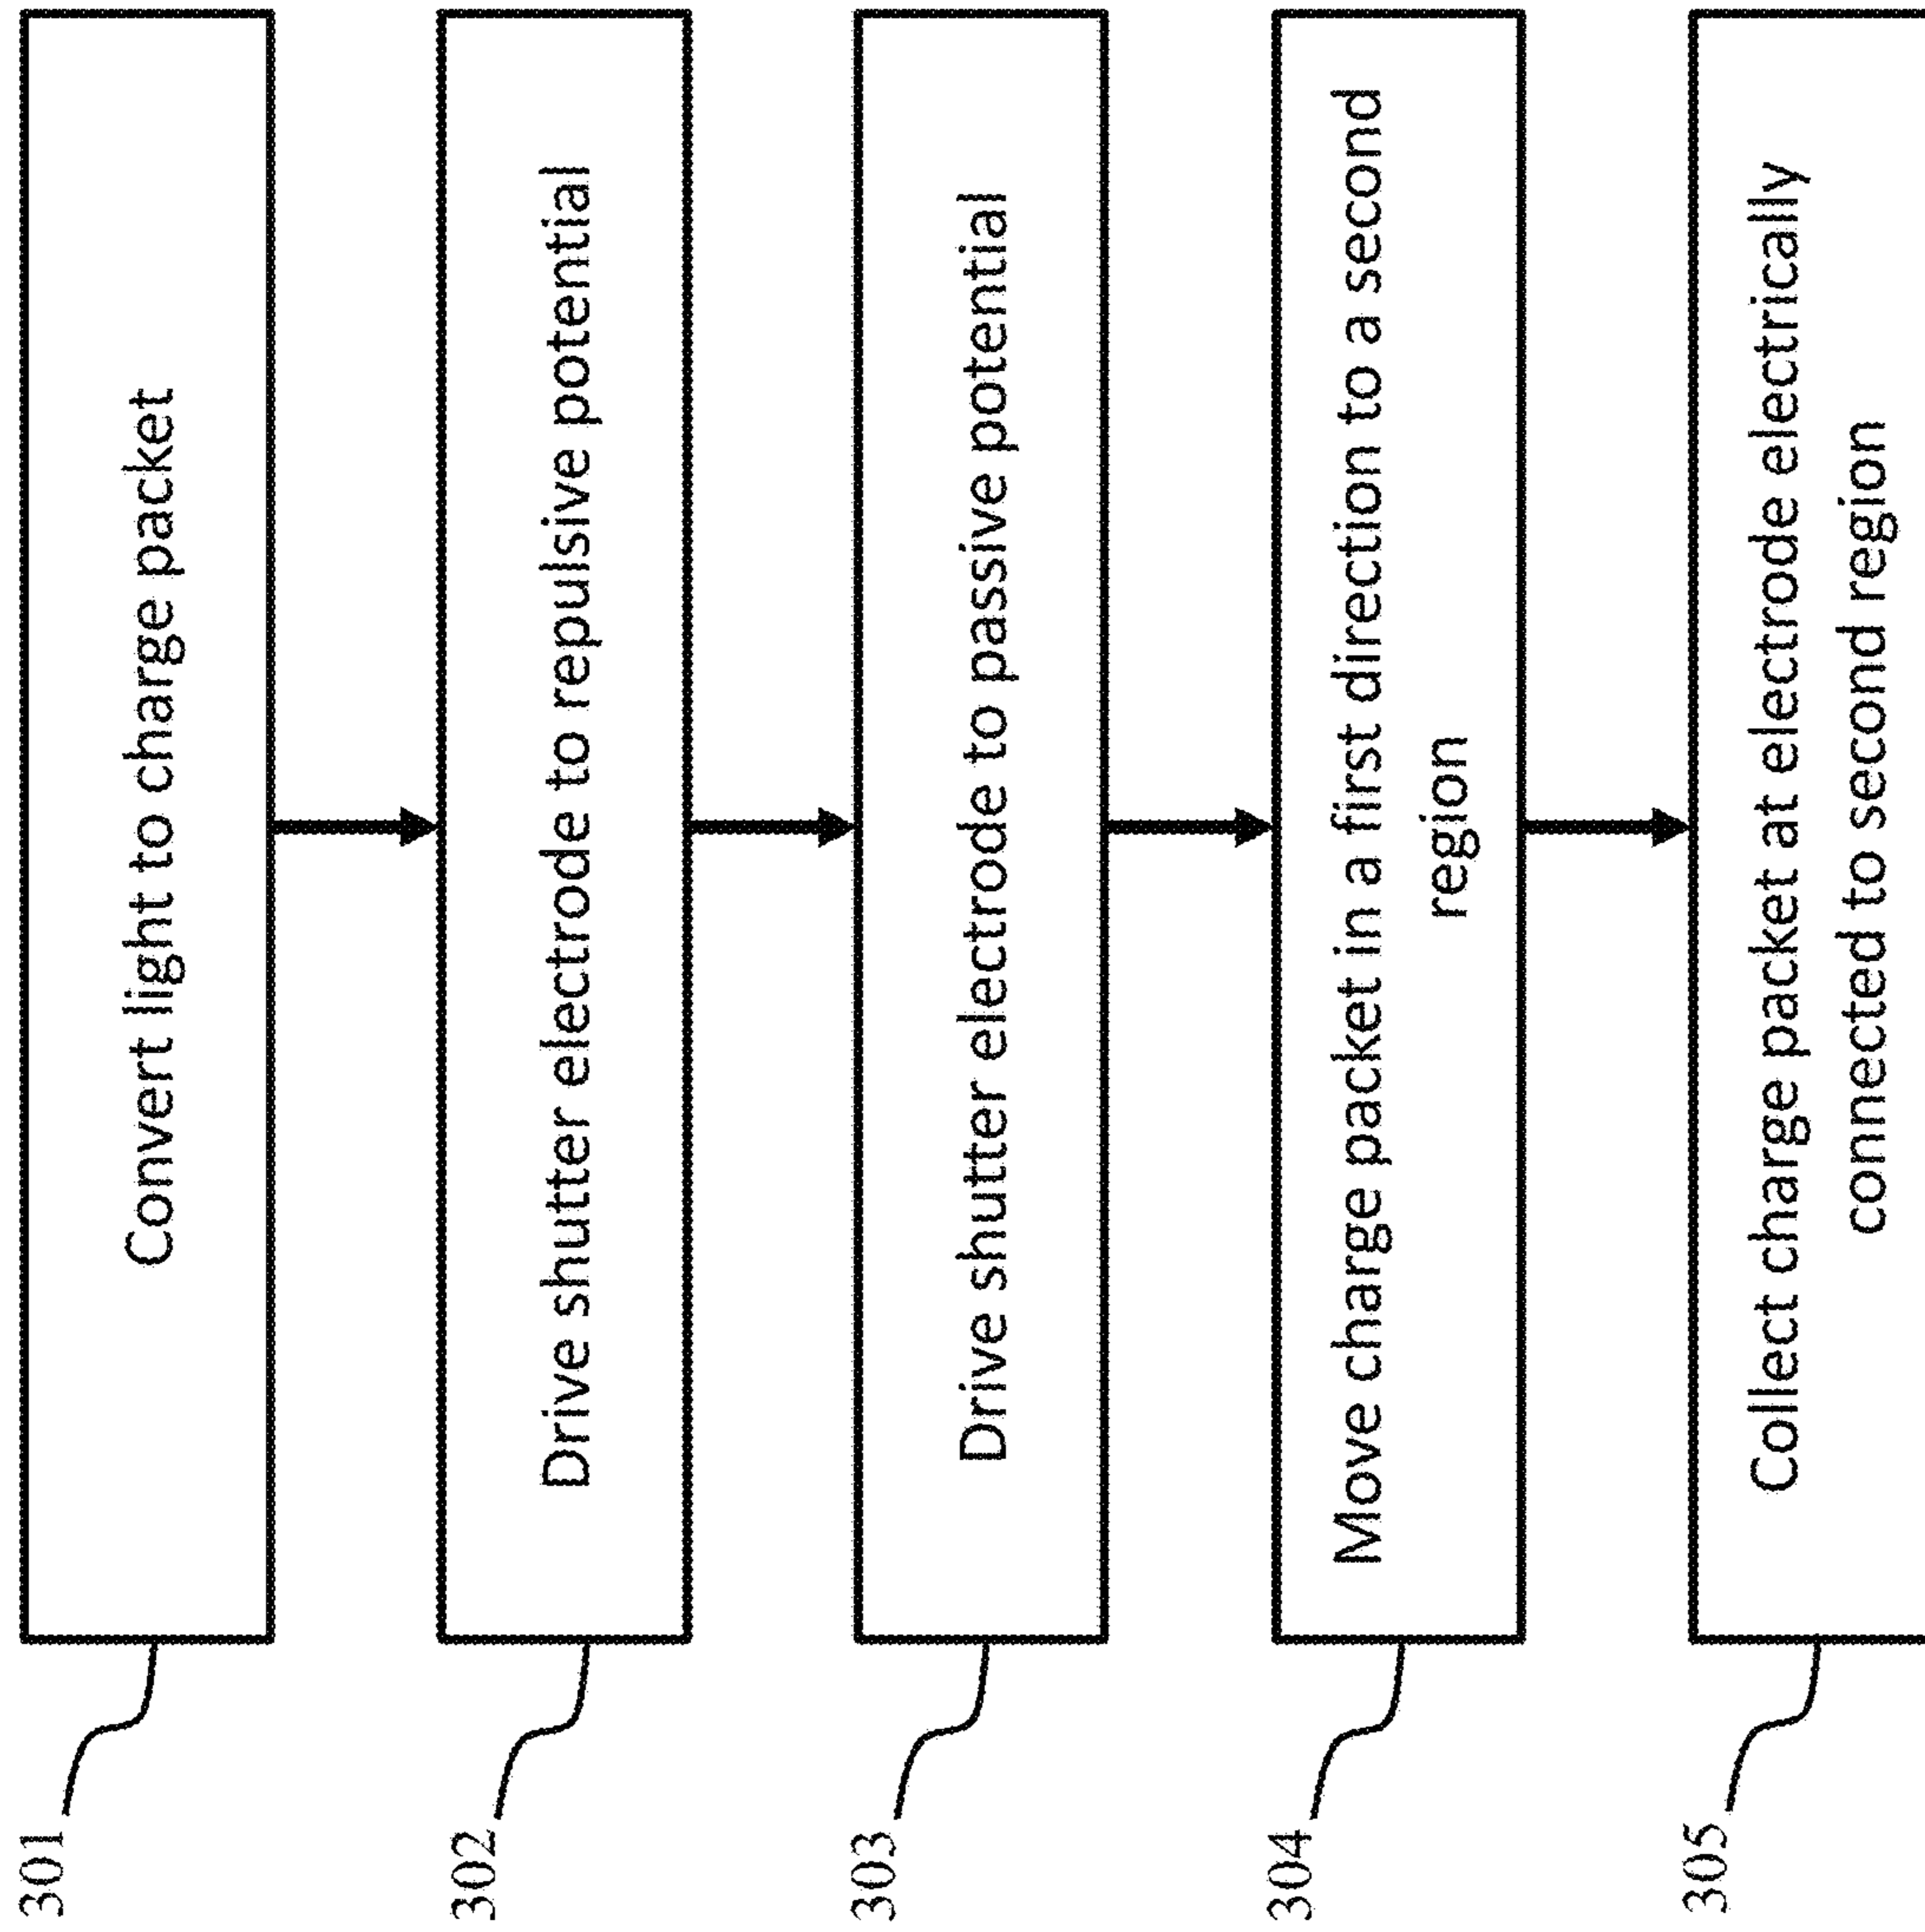 301
Convert light to charge packet
302
Drive shutter electrode to repulsive potential
303
Drive shutter electrode to passive potential
304
Move charge packet in a first direction to a second
region
305
Collect charge packet at electrode electrically
connected to second region